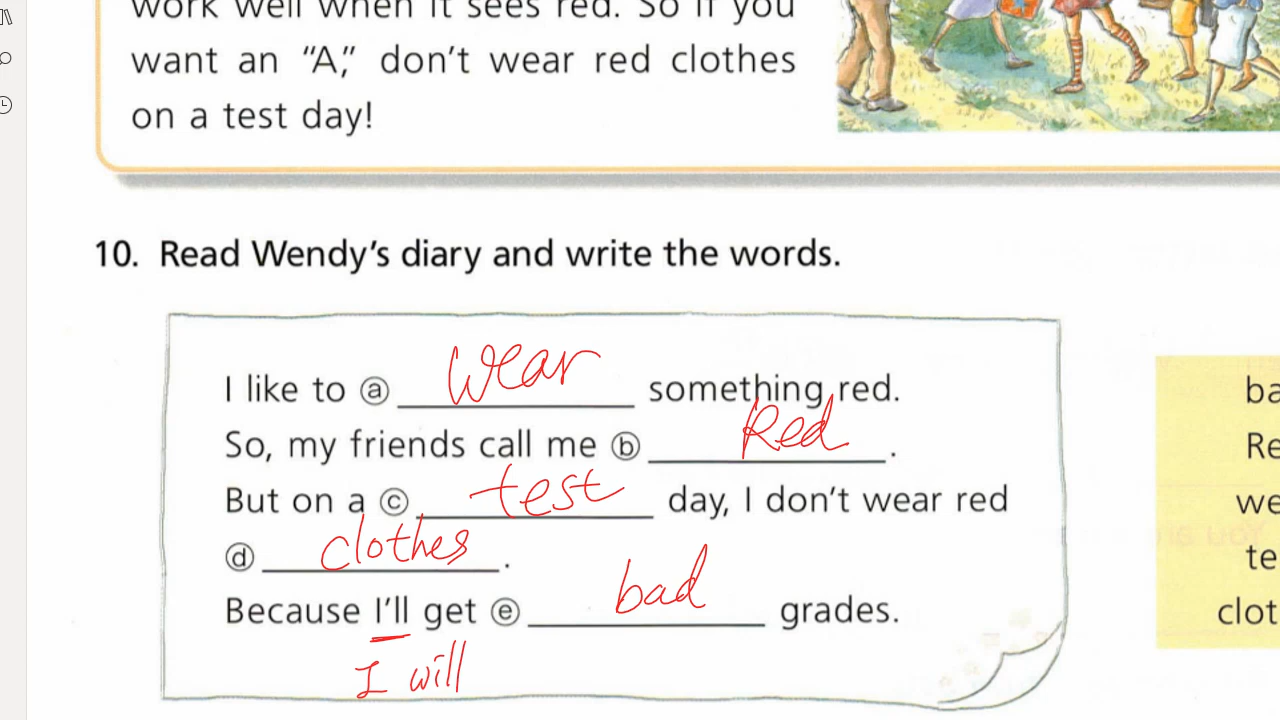 work well when it sees red. So if you
want an “A,” don’t wear red clothes
on a test day!
10. Read Wendy’s diary and write the words.
I like to ⓐ wear something red.
So, my friends call me ⓑ Red.
But on a ⓒ test day, I don’t wear red
ⓓ clothes.
Because I’ll get ⓔ bad grades.
I will
ba
Re
we
te
clot